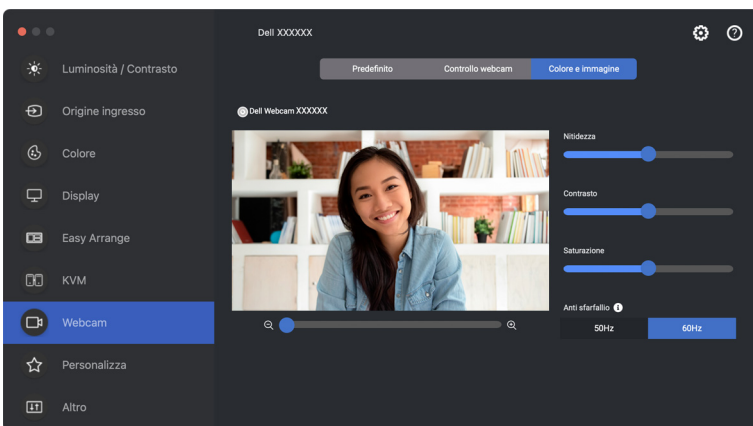 Dell XXXXXX
Luminosità / Contrasto
Origine ingresso
Colore
Display
Easy Arrange
KVM
Webcam
Personalizza
Altro
Predefinito
Controllo webcam
Colore e immagine
Dell Webcam XXXXXX
Nitidezza
Contrasto
Saturazione
Anti sfarfallio
50Hz
60Hz